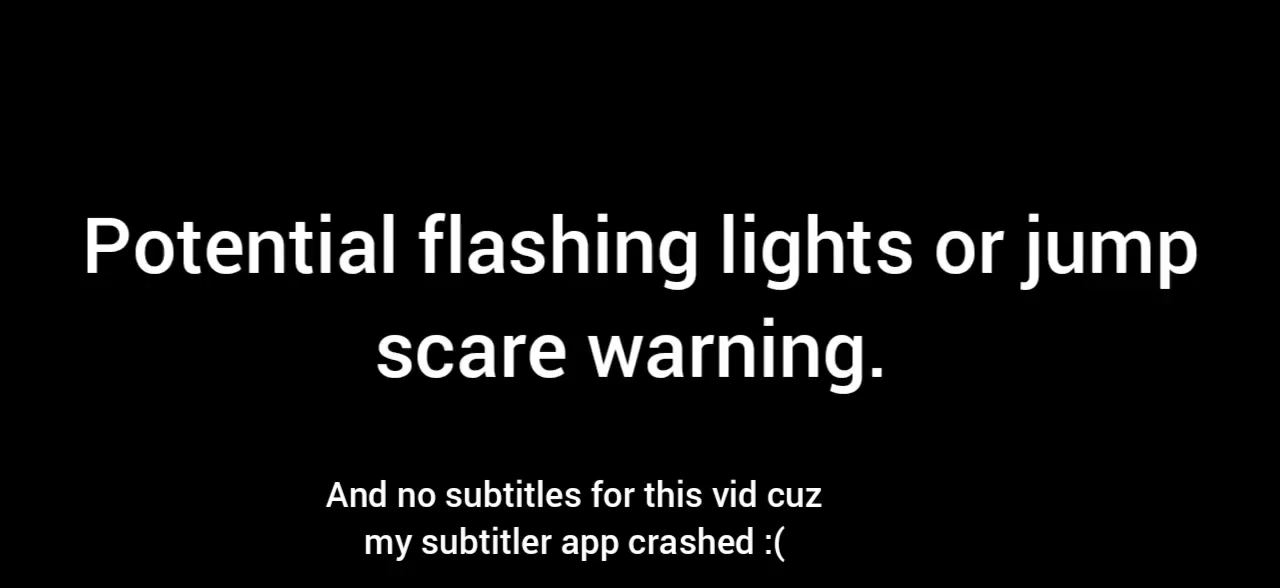 Potential flashing lights or jump
scare warning.
And no subtitles for this vid cuz
my subtitler app crashed :(